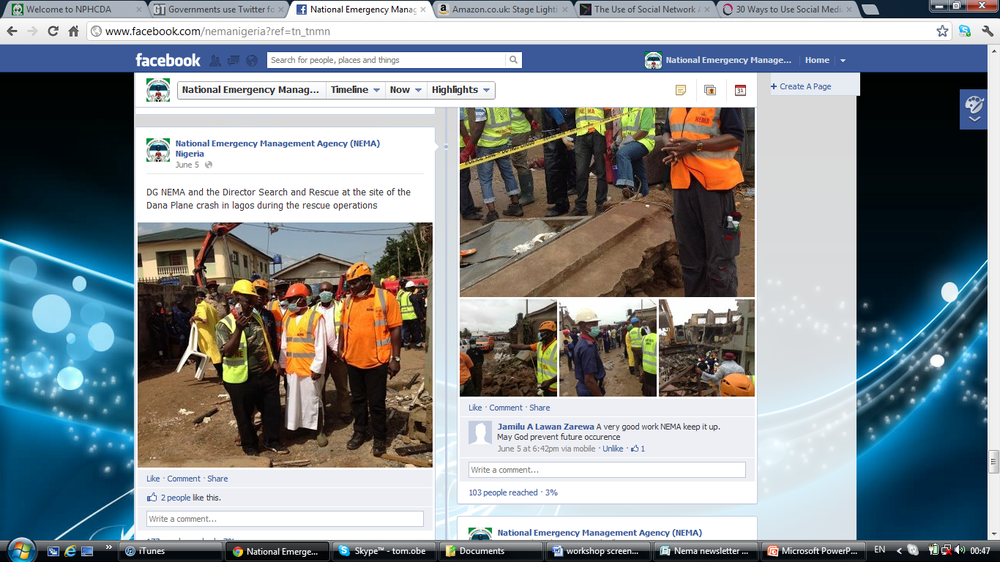 Welcome to NPHCDA
Governments use Twitter fo
National Emergency Manag
Amazon.co.uk: Stage Lighti
The Use of Social Network A
30 Ways to Use Social Medi
www.facebook.com/nemanigeria?ref=tn_tnmn
facebook
Search for people, places and things
National Emergency Manage...
Home
National Emergency Manag...
Timeline
Now
Highlights
31
+ Create A Page
National Emergency Management Agency (NEMA)
Nigeria
June 5
DG NEMA and the Director Search and Rescue at the site of the
Dana Plane crash in lagos during the rescue operations
NEMA
Like · Comment · Share
2 people like this.
Write a comment...
NEMA
Like · Comment · Share
Jamilu A Lawan Zarewa A very good work NEMA keep it up.
May God prevent future occurence
June 5 at 6:42pm via mobile · Unlike · 1
Write a comment...
103 people reached · 3%
National Emergency Management Agency (NEMA)
iTunes
National Emerge...
Skype™ - tom.obe
Documents
workshop screen...
Nema newsletter ...
Microsoft PowerP...
EN
00:47